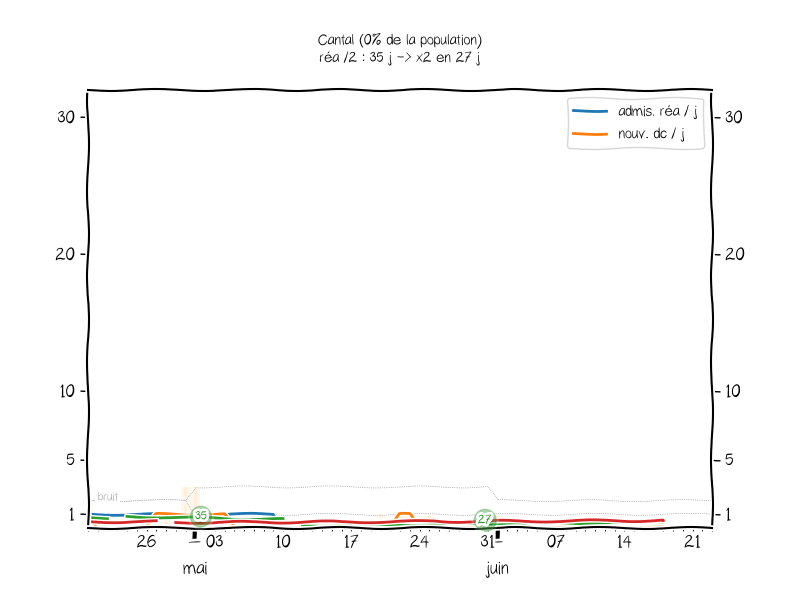 Cantal (0% de la population)
réa /2 : 35 j -> x2 en 27 j
admis. réa / j
nouv. dc / j
30 30
20 20
10 10
5 5
bruit
1 35 27 1
26 03 10 17 24 31 07 14 21
mai juin